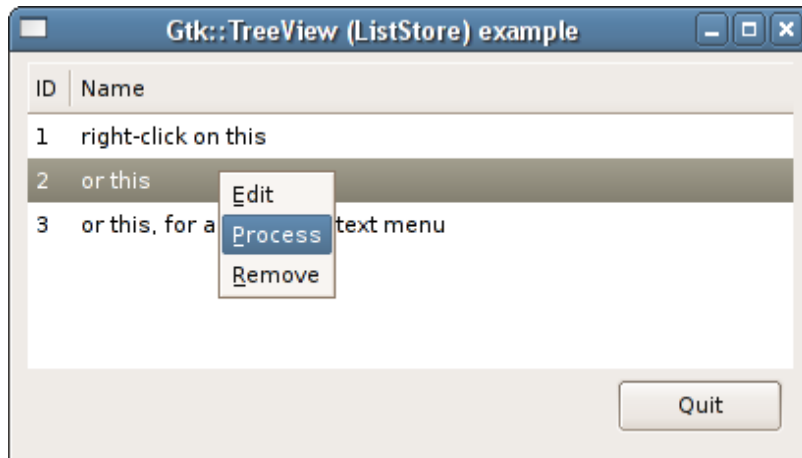 Gtk::TreeView (ListStore) example
ID Name
1 right-click on this
2 or this
Edit
3 or this, for a text menu
Process
Remove
Quit